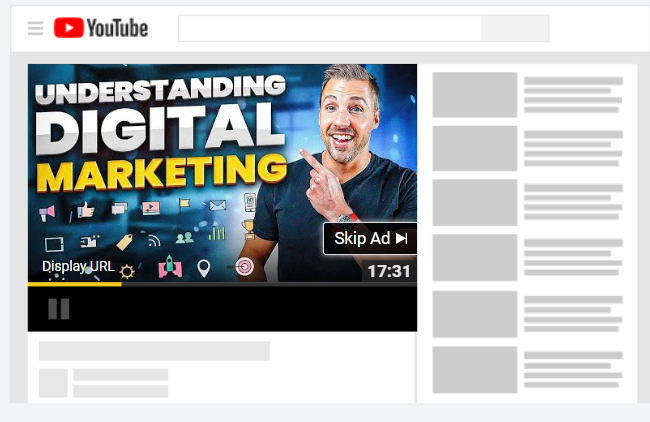 YouTube
UNDERSTANDING
DIGITAL
MARKETING
Skip Ad
Display URL
17:31